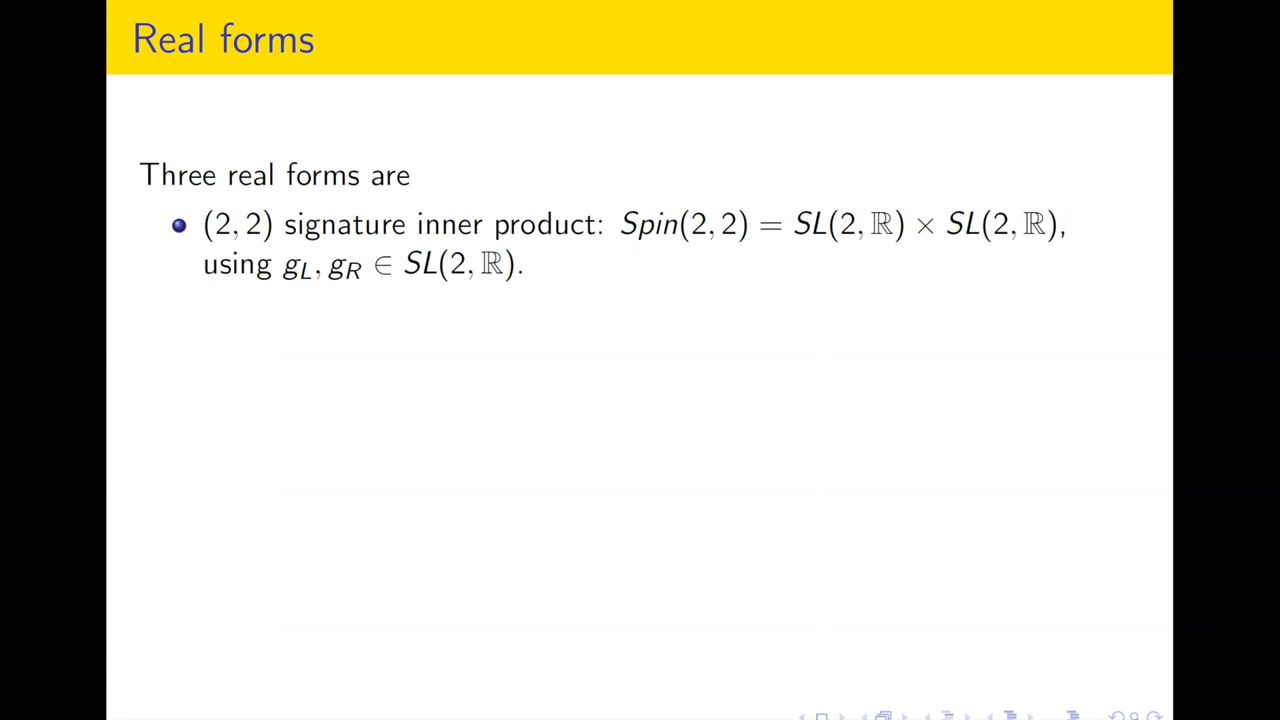 Real forms
Three real forms are
(2, 2) signature inner product: Spin(2, 2) = SL(2, ℝ) × SL(2, ℝ),
using g_L, g_R ∈ SL(2, ℝ).